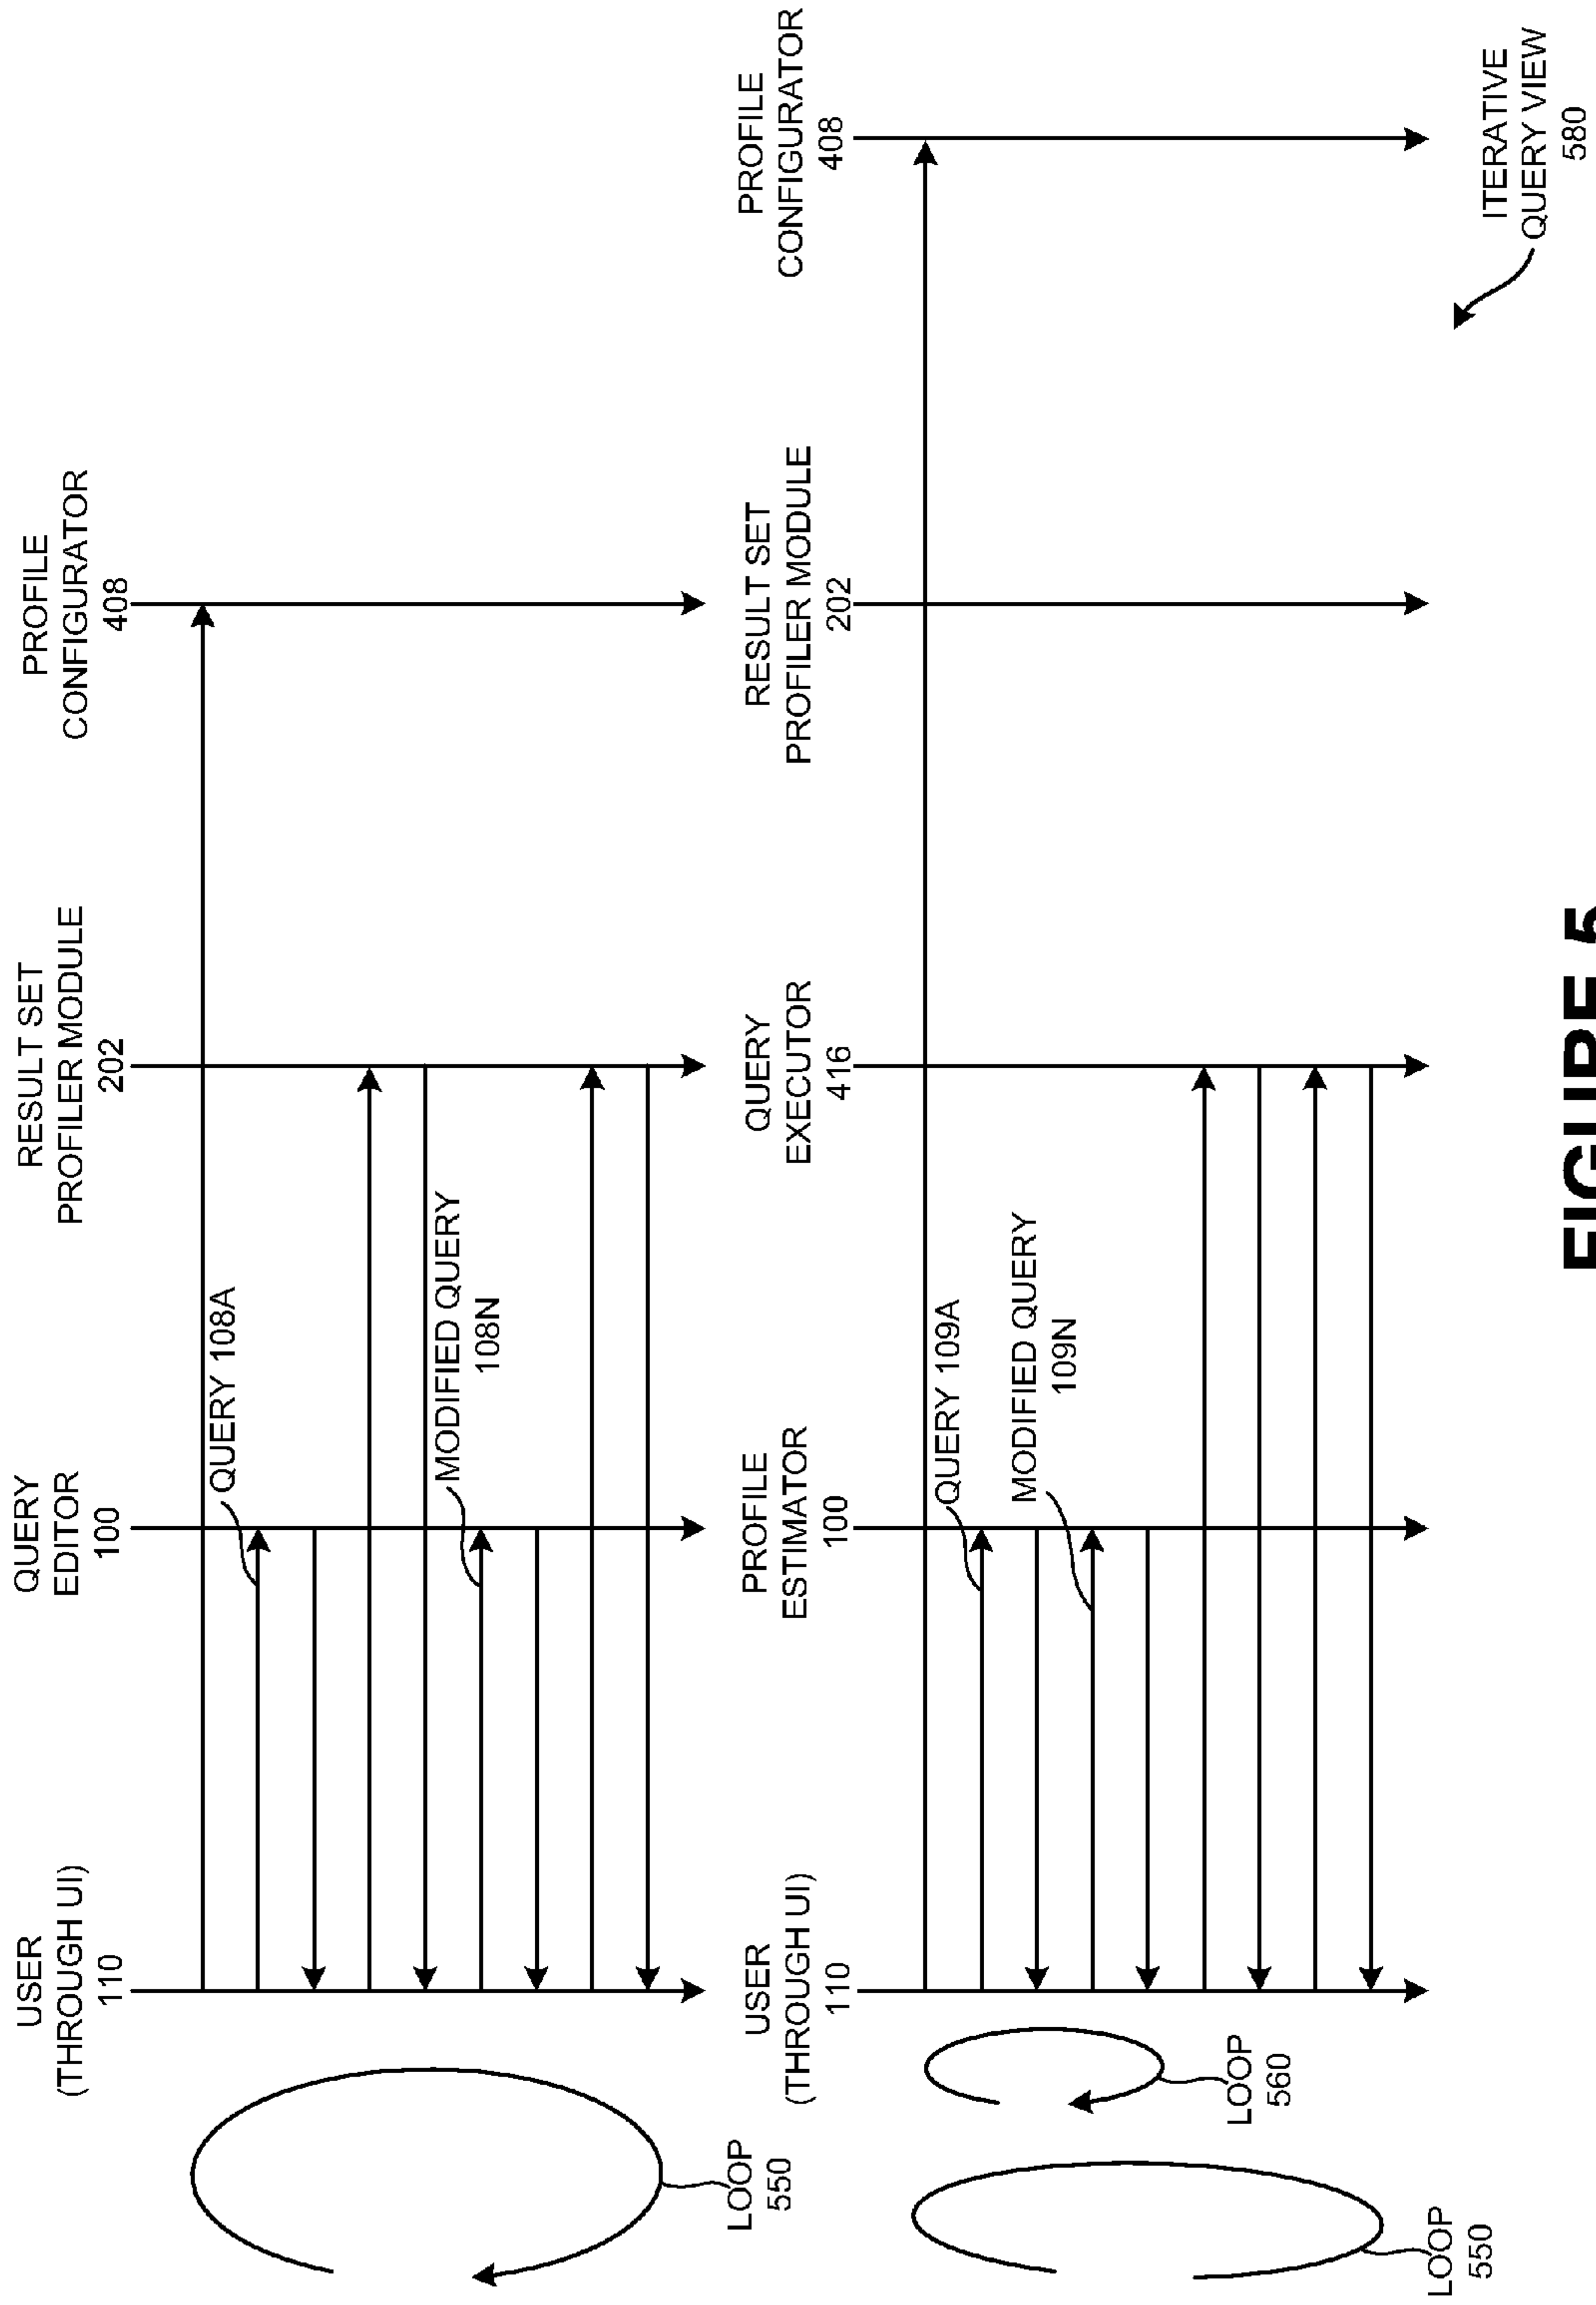 USER
(THROUGH UI)
110
QUERY
EDITOR
100
RESULT SET
PROFILER MODULE
202
PROFILE
CONFIGURATOR
408
QUERY 108A
MODIFIED QUERY
108N
LOOP
550
USER
(THROUGH UI)
110
PROFILE
ESTIMATOR
100
QUERY
EXECUTOR
416
RESULT SET
PROFILER MODULE
202
PROFILE
CONFIGURATOR
408
QUERY 109A
MODIFIED QUERY
109N
LOOP
560
LOOP
550
ITERATIVE
QUERY VIEW
580
FIGURE 5